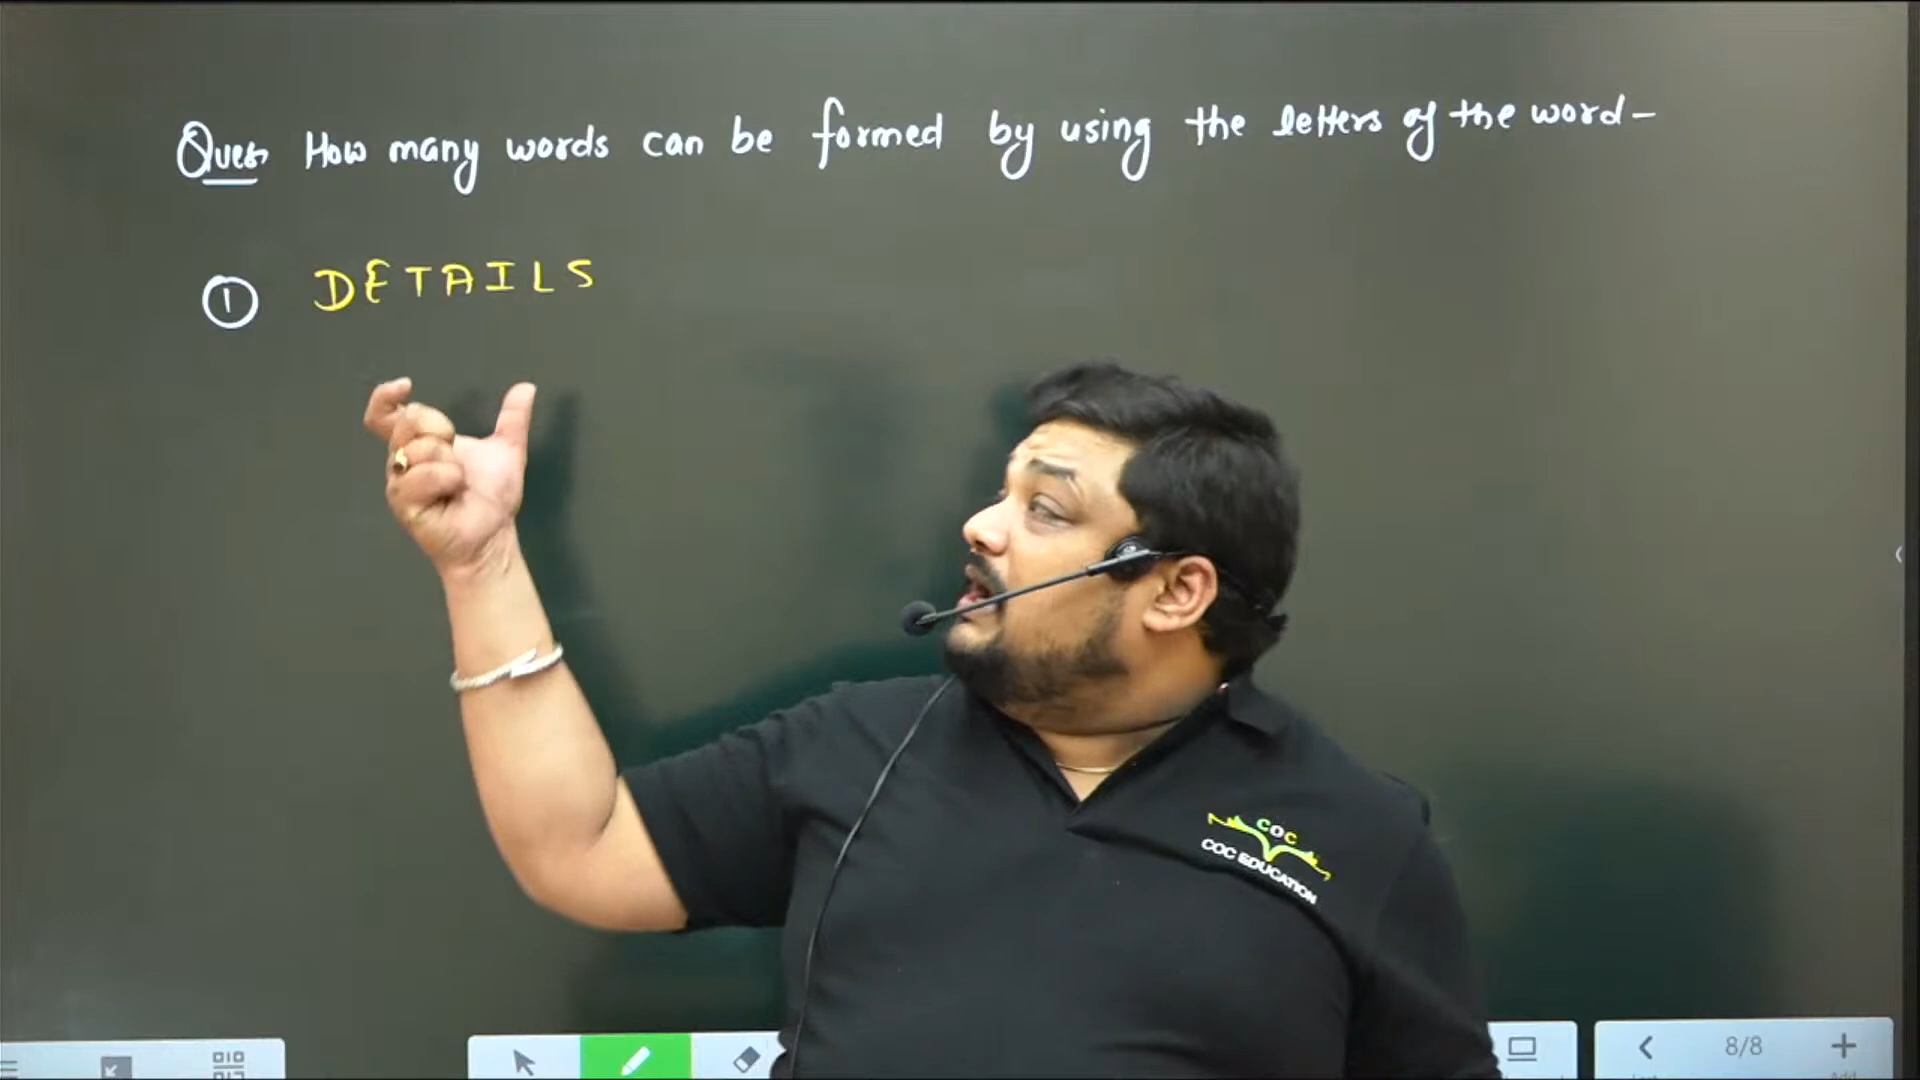 Ques How many words can be formed by using the letters of the word-
① DETAILS
COC
COC EDUCATION
8/8